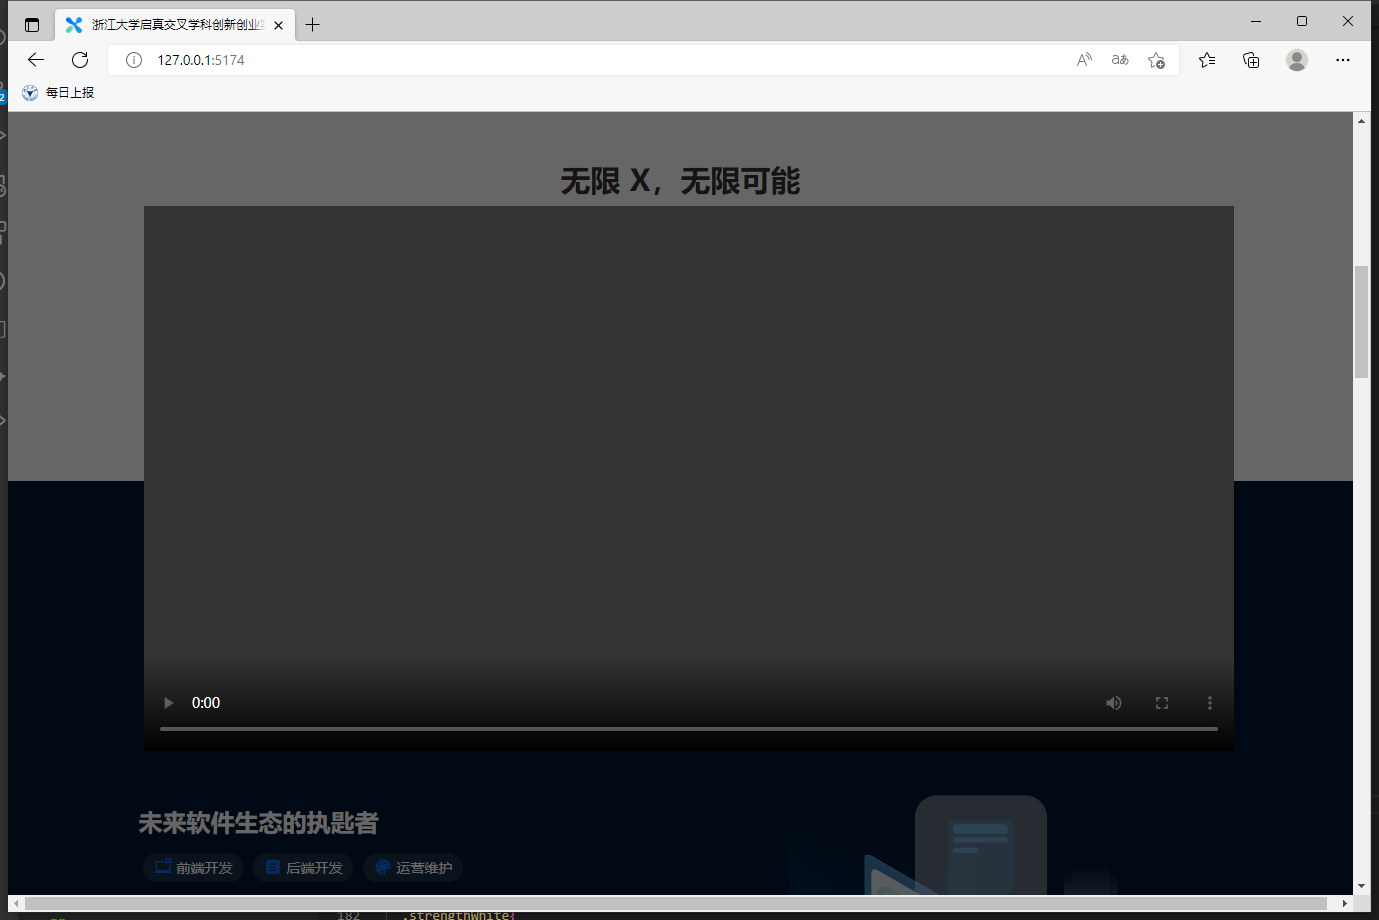 浙江大学启真交叉学科创新创业
127.0.0.1:5174
每日上报
无限 X，无限可能
0:00
未来软件生态的执匙者
前端开发 后端开发 运营维护
182 .strengthWhite{